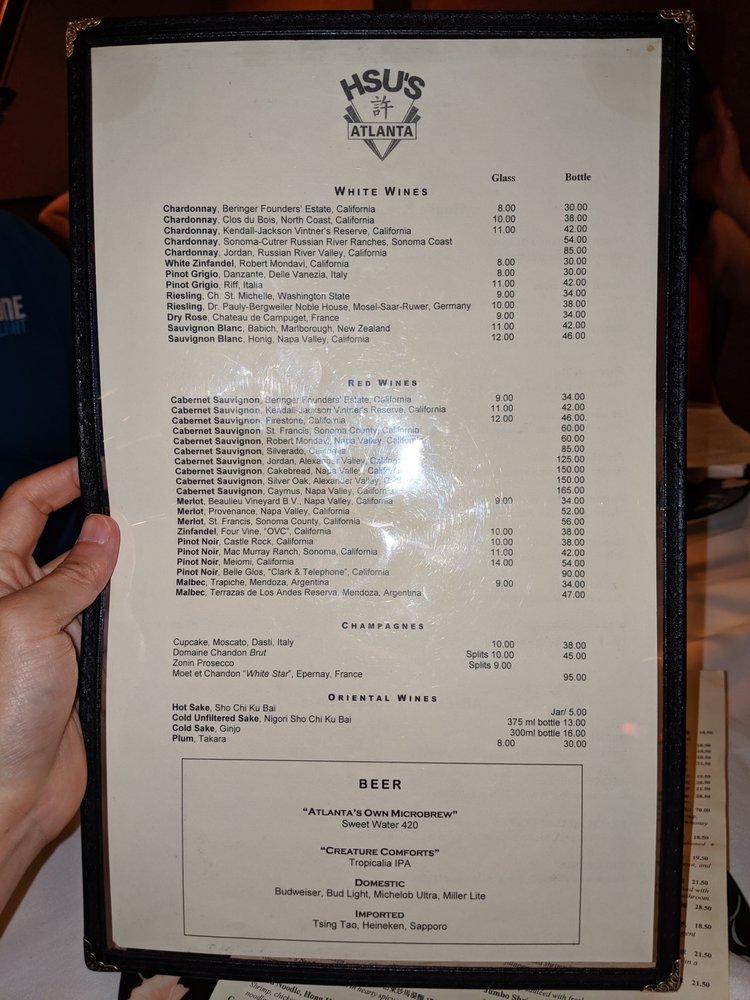 HSU'S
許
ATLANTA
Glass Bottle
WHITE WINES
Chardonnay, Beringer Founders' Estate, California 8.00 30.00
Chardonnay, Clos du Bois, North Coast, California 10.00 38.00
Chardonnay, Kendall-Jackson Vintner's Reserve, California 11.00 42.00
Chardonnay, Sonoma-Cutrer Russian River Ranches, Sonoma Coast 54.00
Chardonnay, Jordan, Russian River Valley, California 85.00
White Zinfandel, Robert Mondavi, California 8.00 30.00
Pinot Grigio, Danzante, Delle Vanezia, Italy 8.00 30.00
Pinot Grigio, Riff, Italia 11.00 42.00
Riesling, Ch. St. Michelle, Washington State 9.00 34.00
Riesling, Dr. Pauly-Bergweiler Noble House, Mosel-Saar-Ruwer, Germany 10.00 38.00
Dry Rose, Chateau de Campuget, France 9.00 34.00
Sauvignon Blanc, Babich, Marlborough, New Zealand 11.00 42.00
Sauvignon Blanc, Honig, Napa Valley, California 12.00 46.00
RED WINES
Cabernet Sauvignon, Beringer Founders' Estate, California 9.00 34.00
Cabernet Sauvignon, Kendall-Jackson Vintner's Reserve, California 11.00 42.00
Cabernet Sauvignon, Firestone, California 12.00 46.00
Cabernet Sauvignon, St. Francis, Sonoma County, California 60.00
Cabernet Sauvignon, Robert Mondavi, Napa Valley, California 60.00
Cabernet Sauvignon, Silverado, California 85.00
Cabernet Sauvignon, Jordan, Alexander Valley, California 125.00
Cabernet Sauvignon, Cakebread, Napa Valley, California 150.00
Cabernet Sauvignon, Silver Oak, Alexander Valley, 150.00
Cabernet Sauvignon, Caymus, Napa Valley, California 165.00
Merlot, Beaulieu Vineyard B.V., Napa Valley, California 9.00 34.00
Merlot, Provenance, Napa Valley, California 52.00
Merlot, St. Francis, Sonoma County, California 56.00
Zinfandel, Four Vine, "OVC", California 10.00 38.00
Pinot Noir, Castle Rock, California 10.00 38.00
Pinot Noir, Mac Murray Ranch, Sonoma, California 11.00 42.00
Pinot Noir, Meiomi, California 14.00 54.00
Pinot Noir, Belle Glos, "Clark & Telephone", California 90.00
Malbec, Trapiche, Mendoza, Argentina 9.00 34.00
Malbec, Terrazas de Los Andes Reserva, Mendoza, Argentina 47.00
CHAMPAGNES
Cupcake, Moscato, Dasti, Italy 10.00 38.00
Domaine Chandon Brut Splits 10.00 45.00
Zonin Prosecco Splits 9.00
Moet et Chandon "White Star", Epernay, France 95.00
ORIENTAL WINES
Hot Sake, Sho Chi Ku Bai Jar/ 5.00
Cold Unfiltered Sake, Nigori Sho Chi Ku Bai 375 ml bottle 13.00
Cold Sake, Ginjo 300ml bottle 16.00
Plum, Takara 8.00 30.00
BEER
"ATLANTA'S OWN MICROBREW"
Sweet Water 420
"CREATURE COMFORTS"
Tropicalia IPA
DOMESTIC
Budweiser, Bud Light, Michelob Ultra, Miller Lite
IMPORTED
Tsing Tao, Heineken, Sapporo
18.50
19.50
21.50
28.50
21.50
21.50